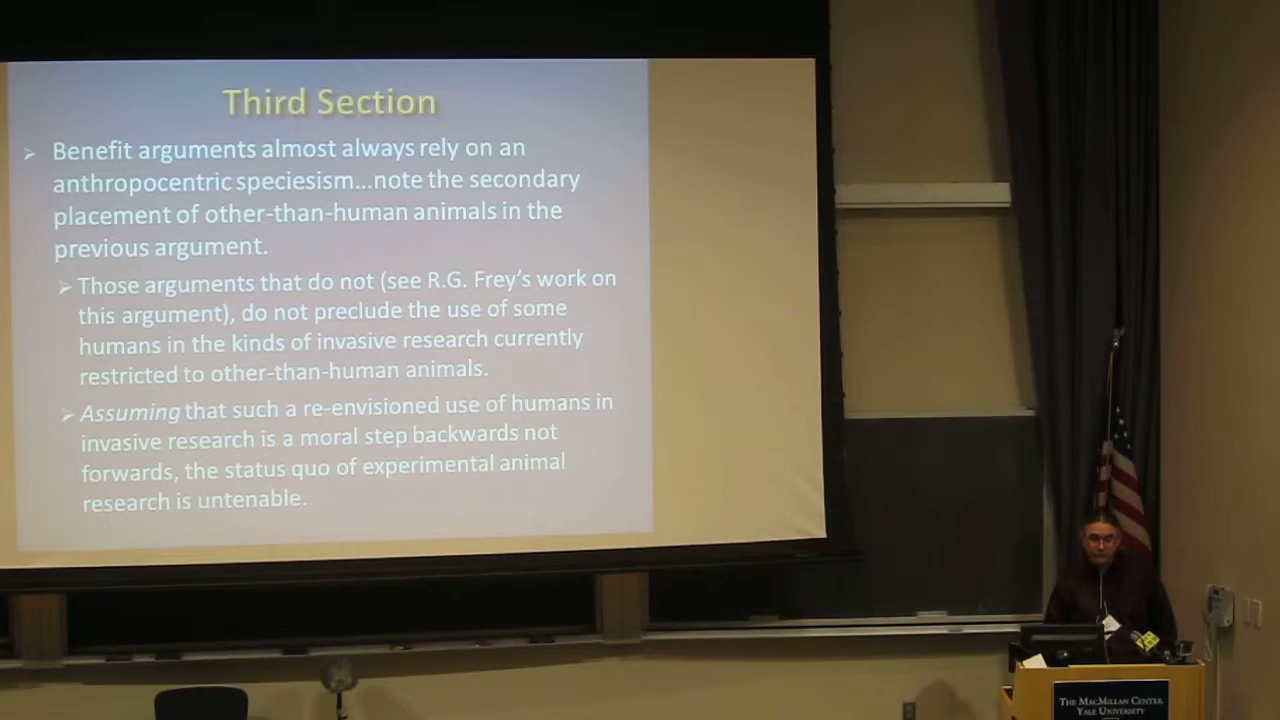 Third Section
Benefit arguments almost always rely on an
anthropocentric speciesism...note the secondary
placement of other-than-human animals in the
previous argument.
Those arguments that do not (see R.G. Frey's work on
this argument), do not preclude the use of some
humans in the kinds of invasive research currently
restricted to other-than-human animals.
Assuming that such a re-envisioned use of humans in
invasive research is a moral step backwards not
forwards, the status quo of experimental animal
research is untenable.
THE MACMILLAN CENTER
YALE UNIVERSITY